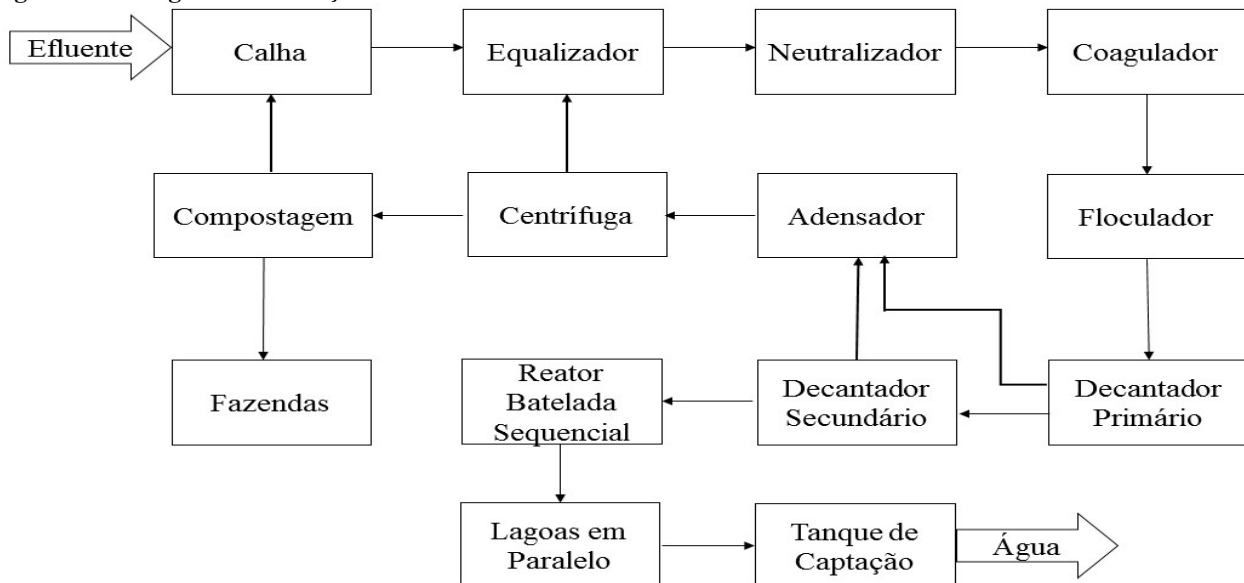 Efluente
Calha
Equalizador
Neutralizador
Coagulador
Compostagem
Centrífuga
Adensador
Floculador
Fazendas
Reator
Batelada
Sequencial
Decantador
Secundário
Decantador
Primário
Lagoas em
Paralelo
Tanque de
Captação
Água